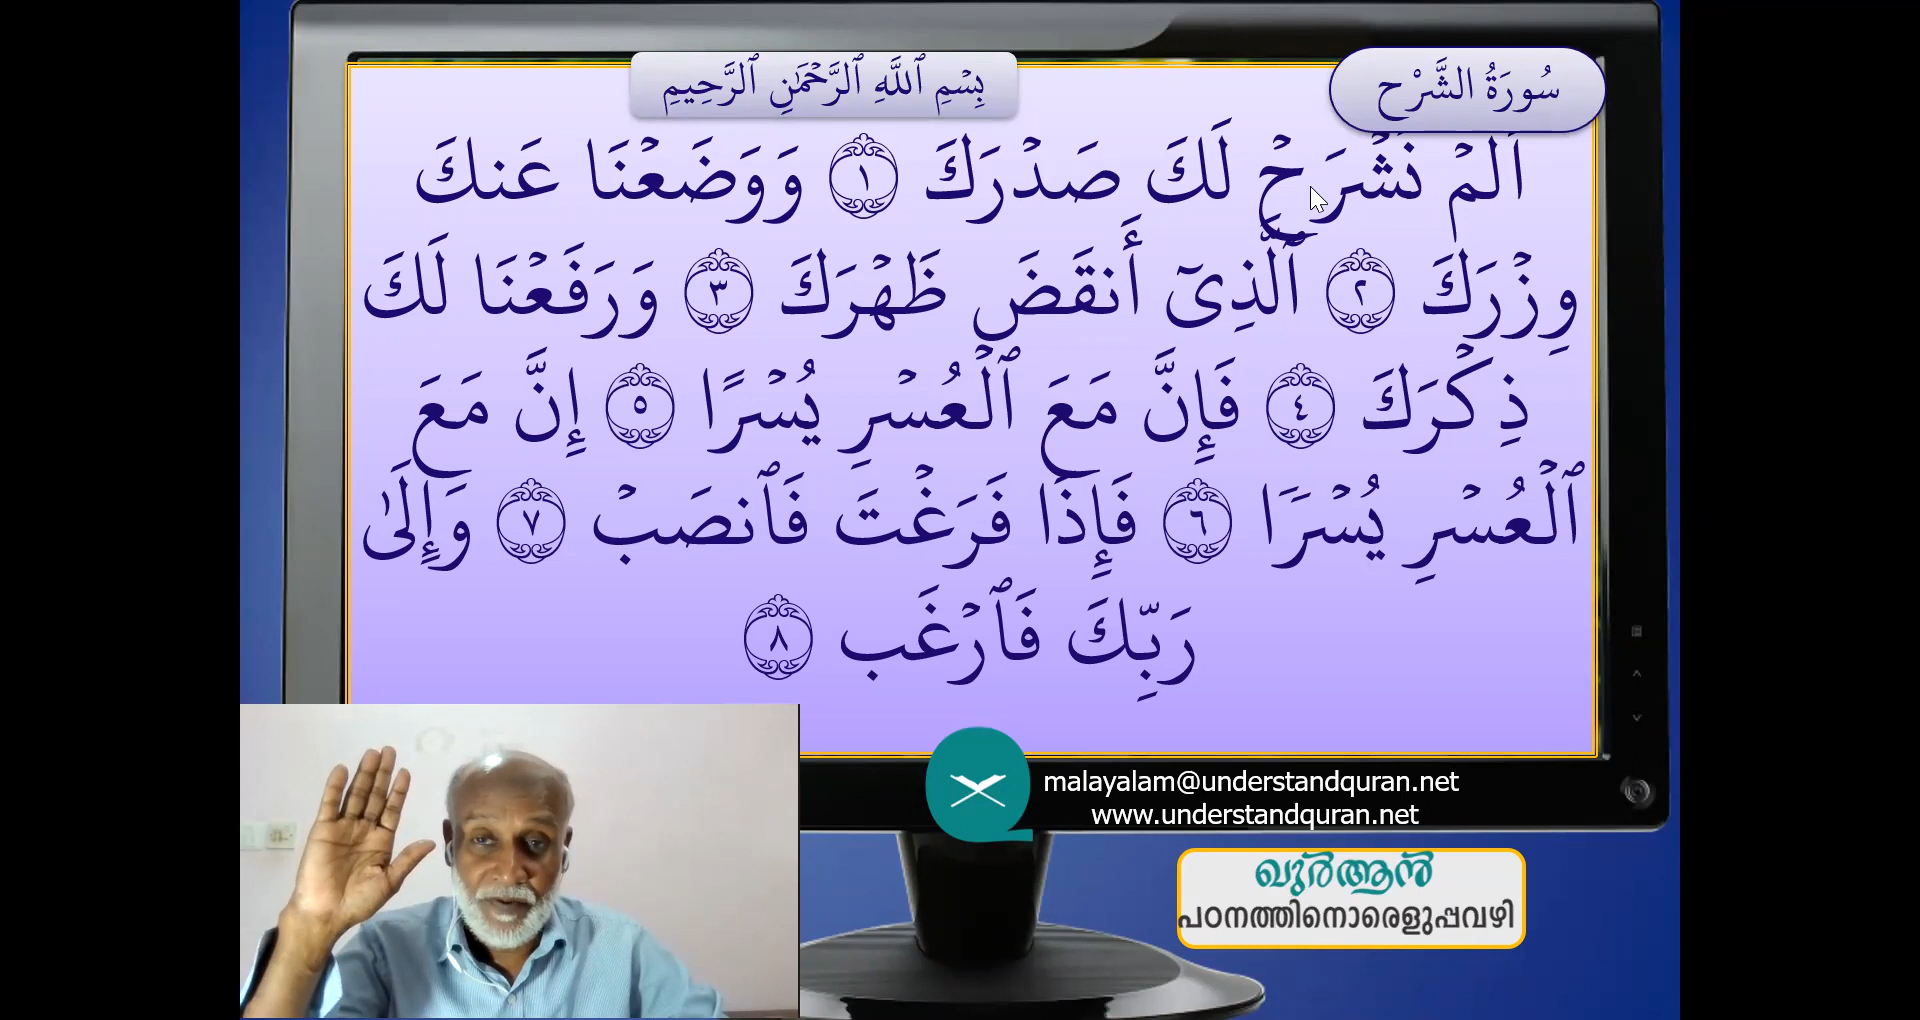 سُورَةُ الشَّرْحِ
بِسْمِ ٱللَّهِ ٱلرَّحْمَٰنِ ٱلرَّحِيمِ
أَلَمْ نَشْرَحْ لَكَ صَدْرَكَ ١ وَوَضَعْنَا عَنكَ
وِزْرَكَ ٢ ٱلَّذِىٓ أَنقَضَ ظَهْرَكَ ٣ وَرَفَعْنَا لَكَ
ذِكْرَكَ ٤ فَإِنَّ مَعَ ٱلْعُسْرِ يُسْرًا ٥ إِنَّ مَعَ
ٱلْعُسْرِ يُسْرًا ٦ فَإِذَا فَرَغْتَ فَٱنصَبْ ٧ وَإِلَىٰ
رَبِّكَ فَٱرْغَب ٨
malayalam@understandquran.net
www.understandquran.net
ഖുർആൻ
പഠനത്തിനൊരെളുപ്പവഴി